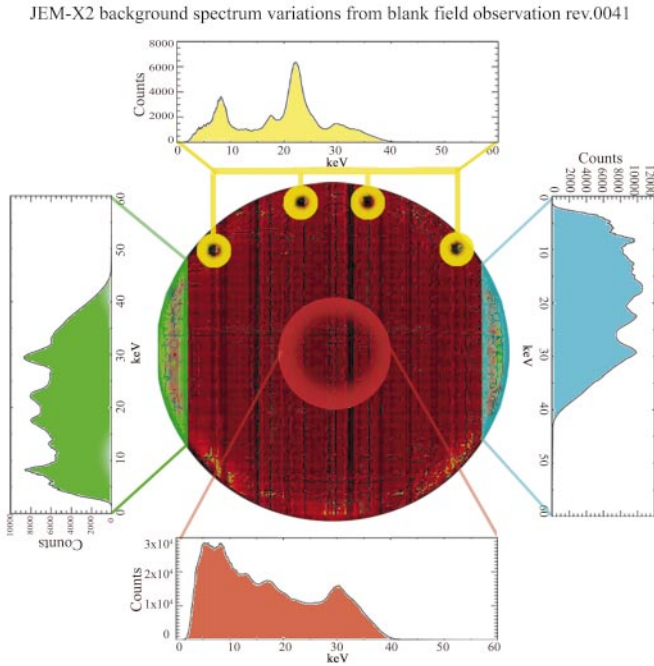 JEM-X2 background spectrum variations from blank field observation rev.0041
8000
6000
4000
2000
0
Counts
0 10 20 30 40 50 60
keV
60
50
40
30
20
10
0
keV
10000 8000 6000 4000 2000 0
Counts
Counts
0 2000 4000 6000 8000 10000 12000
0
10
20
30
40
50
60
keV
3x10⁴
2x10⁴
1x10⁴
0
Counts
0 10 20 30 40 50 60
keV